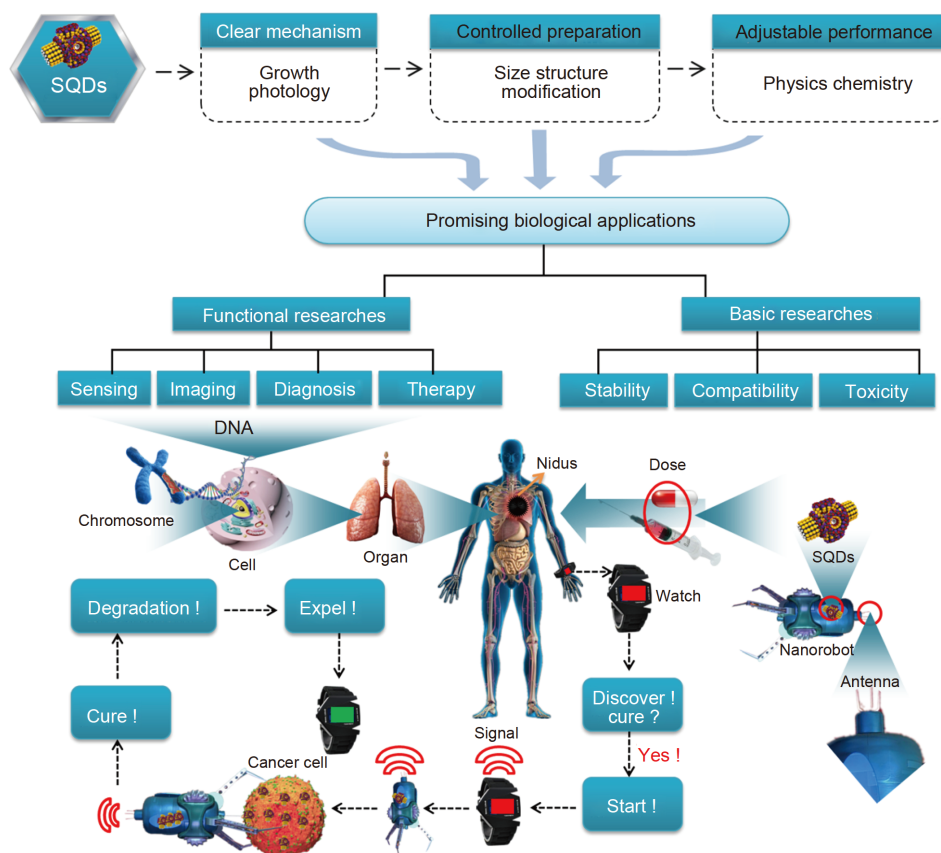 Clear mechanism
Controlled preparation
Adjustable performance
SQDs
Growth
photology
Size structure
modification
Physics chemistry
Promising biological applications
Functional researches
Basic researches
Sensing
Imaging
Diagnosis
Therapy
Stability
Compatibility
Toxicity
DNA
Nidus
Dose
Chromosome
Cell
Organ
SQDs
Watch
Nanorobot
Antenna
Degradation !
Expel !
Cure !
Discover !
cure ?
Signal
Yes !
Cancer cell
Start !